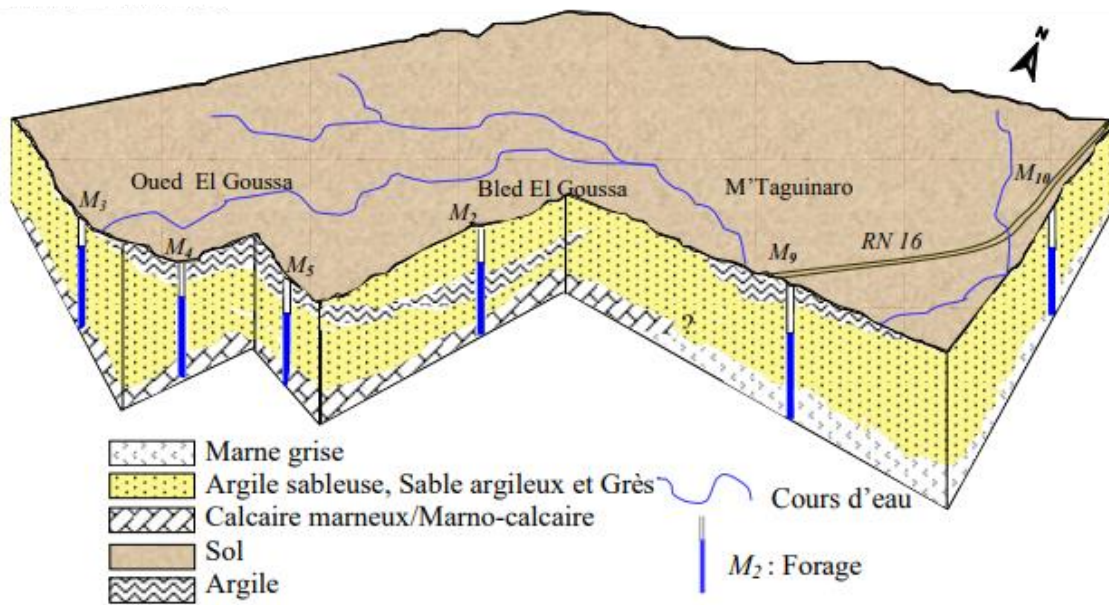 N
Oued El Goussa
Bled El Goussa
M'Taguinaro
M10
M3
M2
M4
M5
M9
RN 16
?
Marne grise
Argile sableuse, Sable argileux et Grès
Calcaire marneux/Marno-calcaire
Sol
Argile
Cours d'eau
M2 : Forage